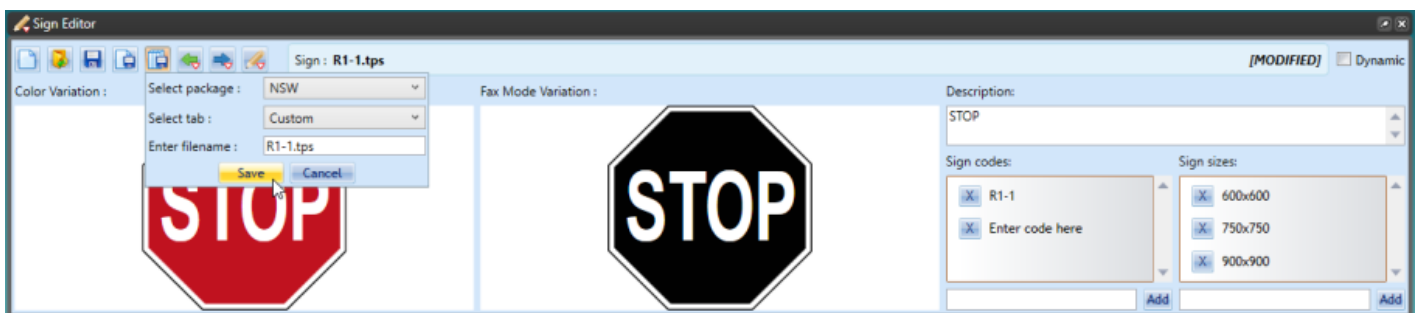 Sign Editor
Sign : R1-1.tps
[MODIFIED]
Dynamic
Color Variation :
Select package :
NSW
Select tab :
Custom
Enter filename :
R1-1.tps
Save
Cancel
STOP
Fax Mode Variation :
STOP
Description:
STOP
Sign codes:
X R1-1
X Enter code here
Add
Sign sizes:
X 600x600
X 750x750
X 900x900
Add